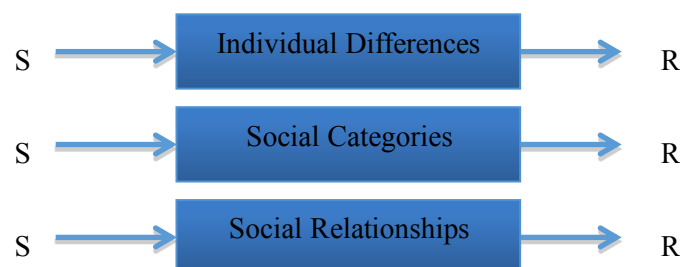 S Individual Differences R
S Social Categories R
S Social Relationships R